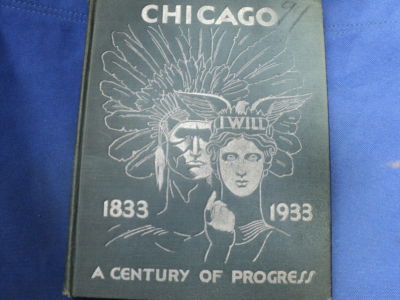 CHICAGO
I WILL
1833 1933
A CENTURY OF PROGRESS